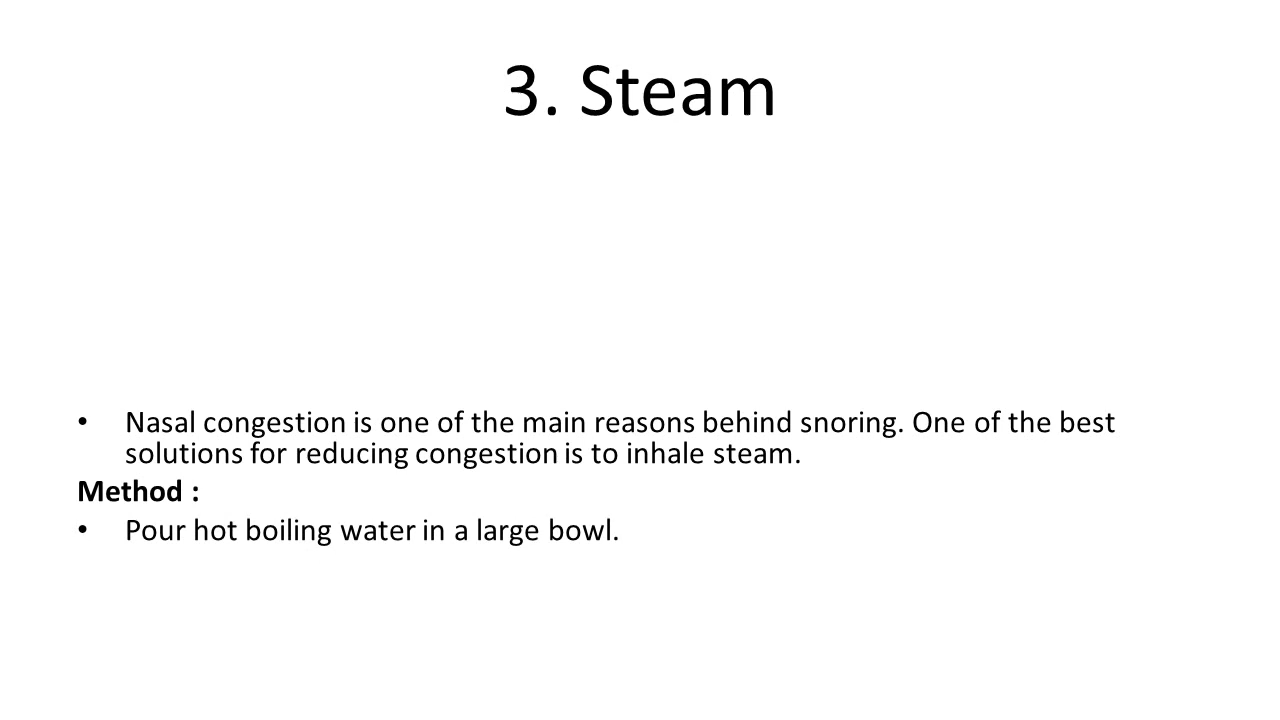 3. Steam
• Nasal congestion is one of the main reasons behind snoring. One of the best
solutions for reducing congestion is to inhale steam.
Method :
• Pour hot boiling water in a large bowl.